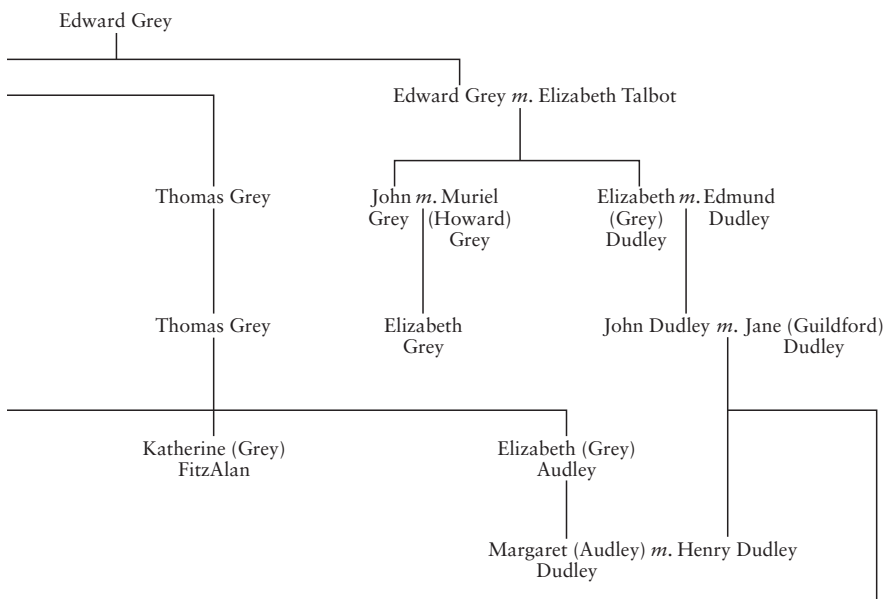 Edward Grey
Edward Grey m. Elizabeth Talbot
Thomas Grey
John m. Muriel
Grey (Howard)
Grey
Elizabeth m. Edmund
(Grey) Dudley
Dudley
Thomas Grey
Elizabeth
Grey
John Dudley m. Jane (Guildford)
Dudley
Katherine (Grey)
FitzAlan
Elizabeth (Grey)
Audley
Margaret (Audley) m. Henry Dudley
Dudley